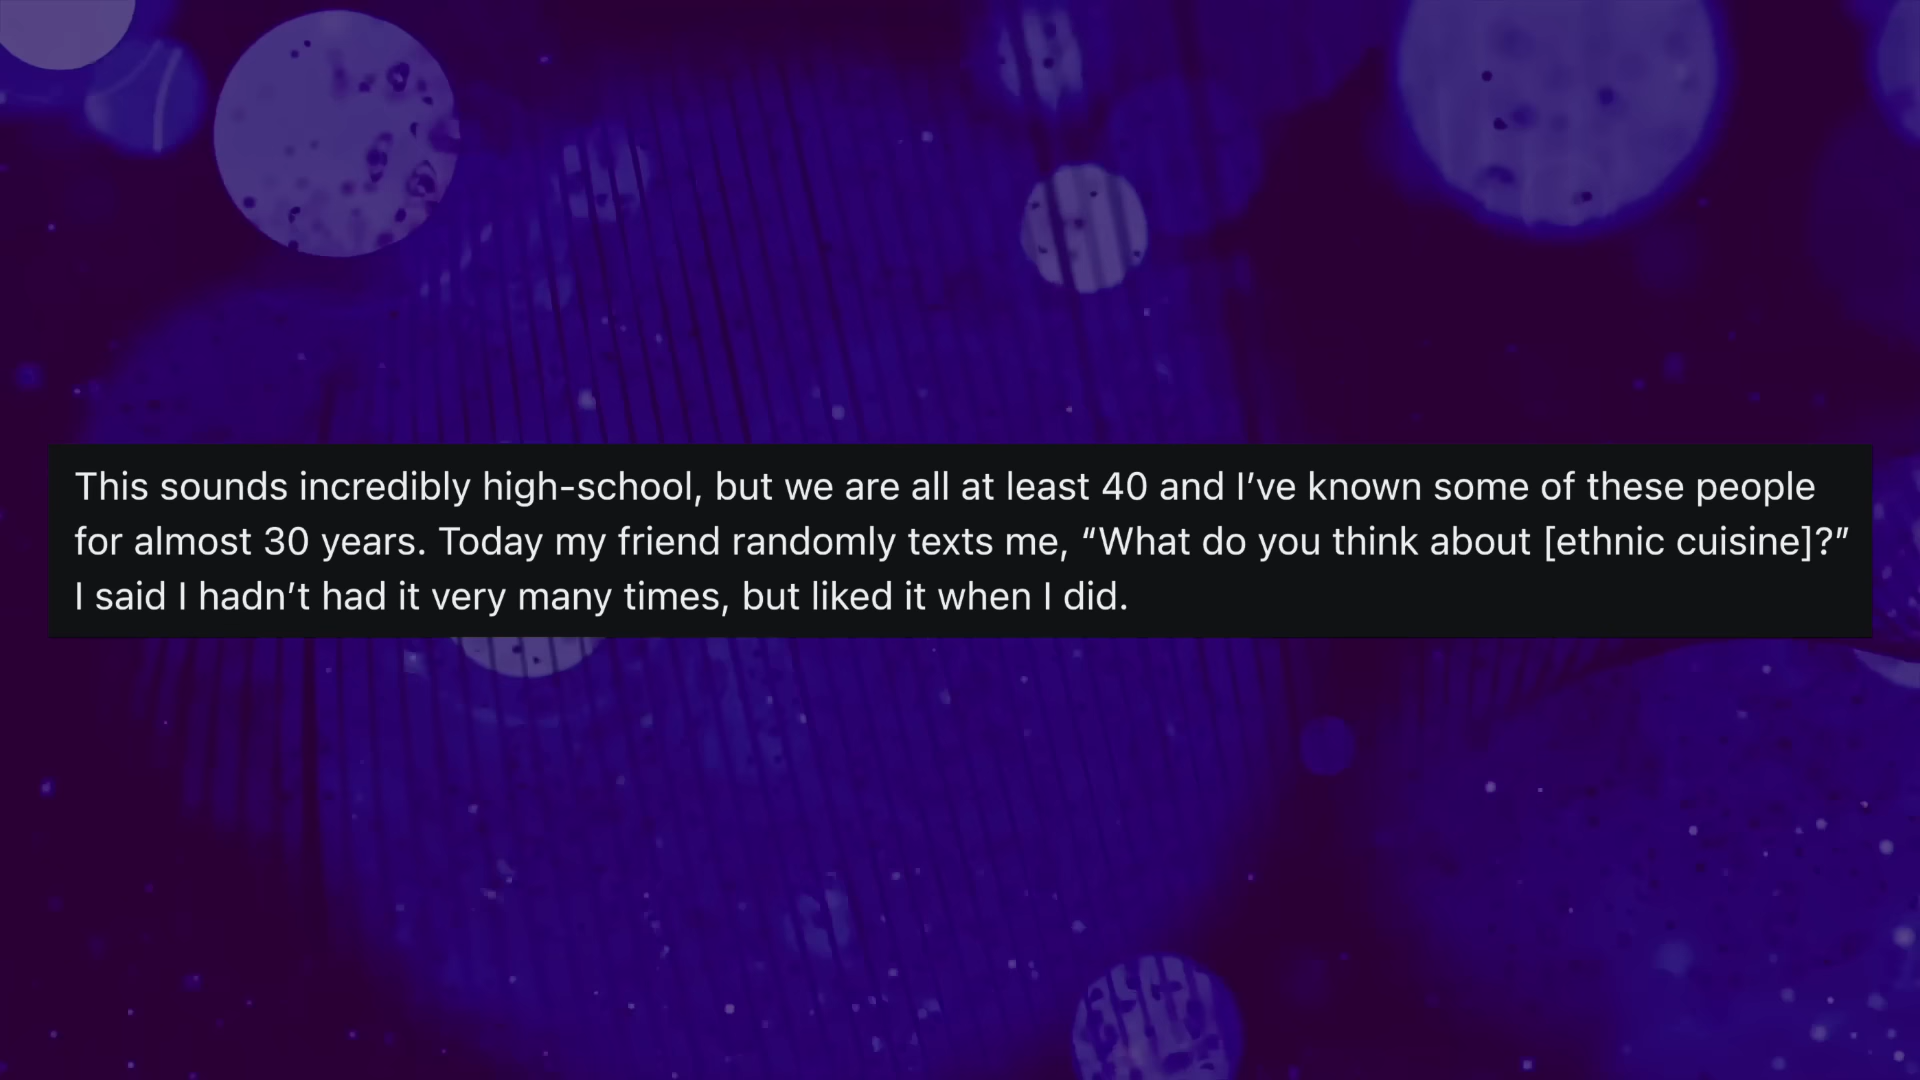 This sounds incredibly high-school, but we are all at least 40 and I’ve known some of these people
for almost 30 years. Today my friend randomly texts me, “What do you think about [ethnic cuisine]?”
I said I hadn’t had it very many times, but liked it when I did.